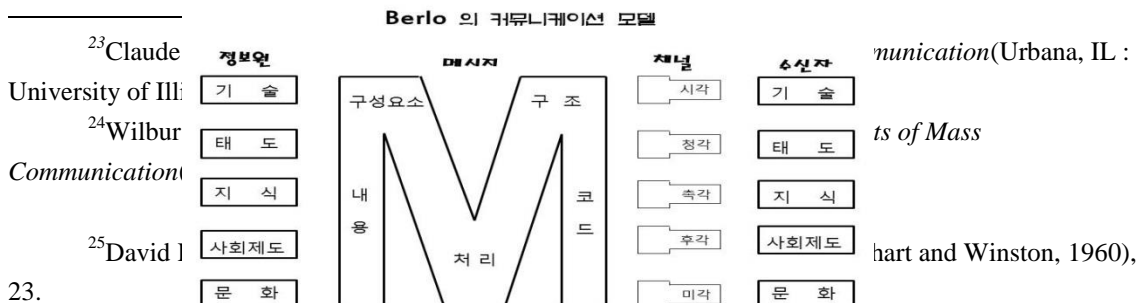 Berlo 의 커뮤니케이션 모델
²³Claude munication(Urbana, IL :
정보원 메시지 채널 수신자
University of Illi
기 술 구성요소 구 조 시각 기 술
²⁴Wilbur ts of Mass
태 도 청각 태 도
Communication(
지 식 내 코 촉각 지 식
용 드
²⁵David hart and Winston, 1960),
사회제도 처 리 후각 사회제도
23.
문 화 미각 문 화